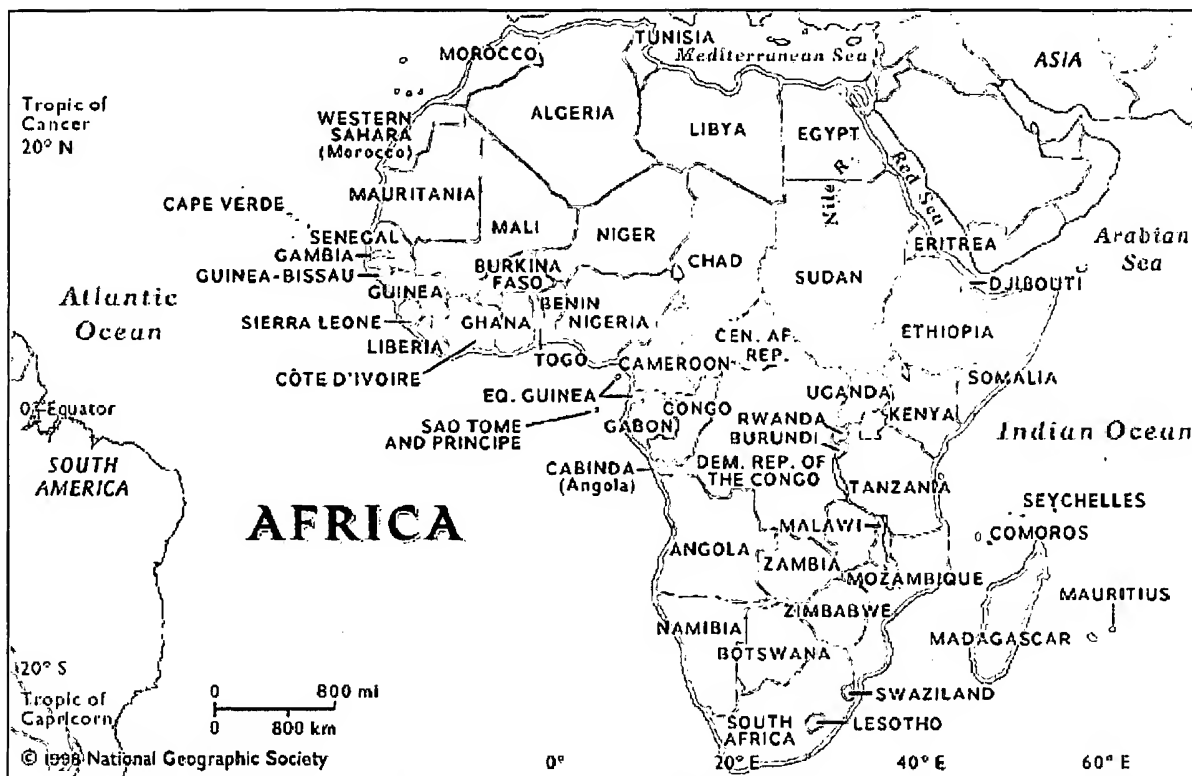 TUNISIA
MOROCCO
Mediterranean Sea
ASIA
Tropic of
Cancer
20° N
WESTERN
SAHARA
(Morocco)
ALGERIA
LIBYA
EGYPT
Nile R.
Red Sea
MAURITANIA
CAPE VERDE
MALI
NIGER
CHAD
SUDAN
ERITREA
Arabian
Sea
SENEGAL
GAMBIA
GUINEA-BISSAU
GUINEA
BURKINA
FASO
BENIN
DJIBOUTI
Atlantic
Ocean
SIERRA LEONE
LIBERIA
GHANA
NIGERIA
TOGO
CÔTE D'IVOIRE
CEN. AF.
REP.
ETHIOPIA
CAMEROON
SOMALIA
EQ. GUINEA
UGANDA
KENYA
0° Equator
SAO TOME
AND PRINCIPE
GABON
CONGO
RWANDA
BURUNDI
Indian Ocean
SOUTH
AMERICA
CABINDA
(Angola)
DEM. REP. OF
THE CONGO
TANZANIA
SEYCHELLES
AFRICA
MALAWI
COMOROS
ANGOLA
ZAMBIA
MOZAMBIQUE
MAURITIUS
ZIMBABWE
NAMIBIA
MADAGASCAR
BOTSWANA
20° S
Tropic of
Capricorn
0 800 mi
0 800 km
SWAZILAND
SOUTH
AFRICA
LESOTHO
© 1998 National Geographic Society
0° 20° E 40° E 60° E